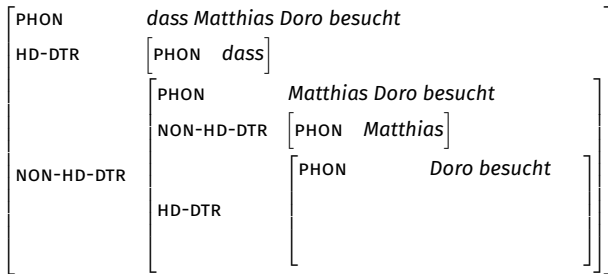 PHON dass Matthias Doro besucht
HD-DTR [PHON dass]
PHON Matthias Doro besucht
NON-HD-DTR [PHON Matthias]
NON-HD-DTR
PHON Doro besucht
HD-DTR